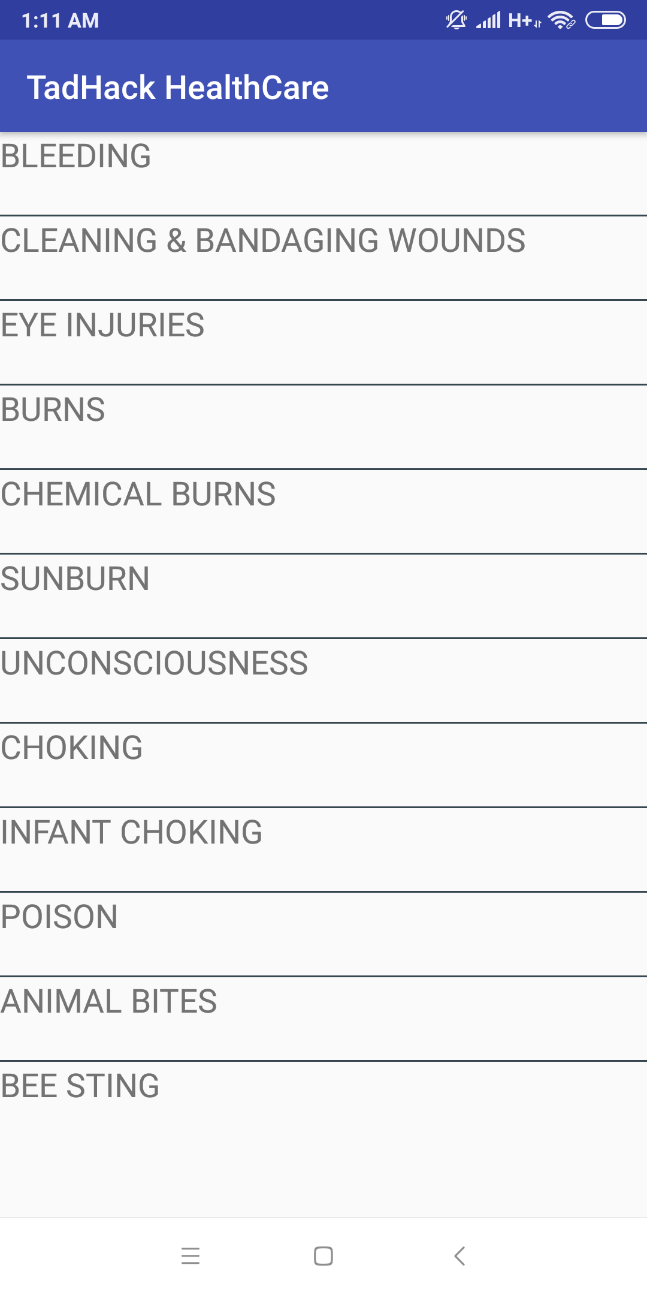 1:11 AM
H+
TadHack HealthCare
BLEEDING
CLEANING & BANDAGING WOUNDS
EYE INJURIES
BURNS
CHEMICAL BURNS
SUNBURN
UNCONSCIOUSNESS
CHOKING
INFANT CHOKING
POISON
ANIMAL BITES
BEE STING